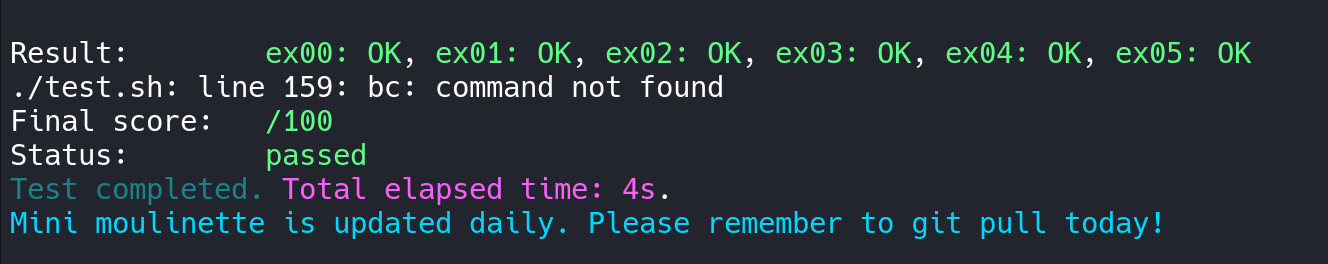 Result:        ex00: OK, ex01: OK, ex02: OK, ex03: OK, ex04: OK, ex05: OK
./test.sh: line 159: bc: command not found
Final score:   /100
Status:        passed
Test completed. Total elapsed time: 4s.
Mini moulinette is updated daily. Please remember to git pull today!